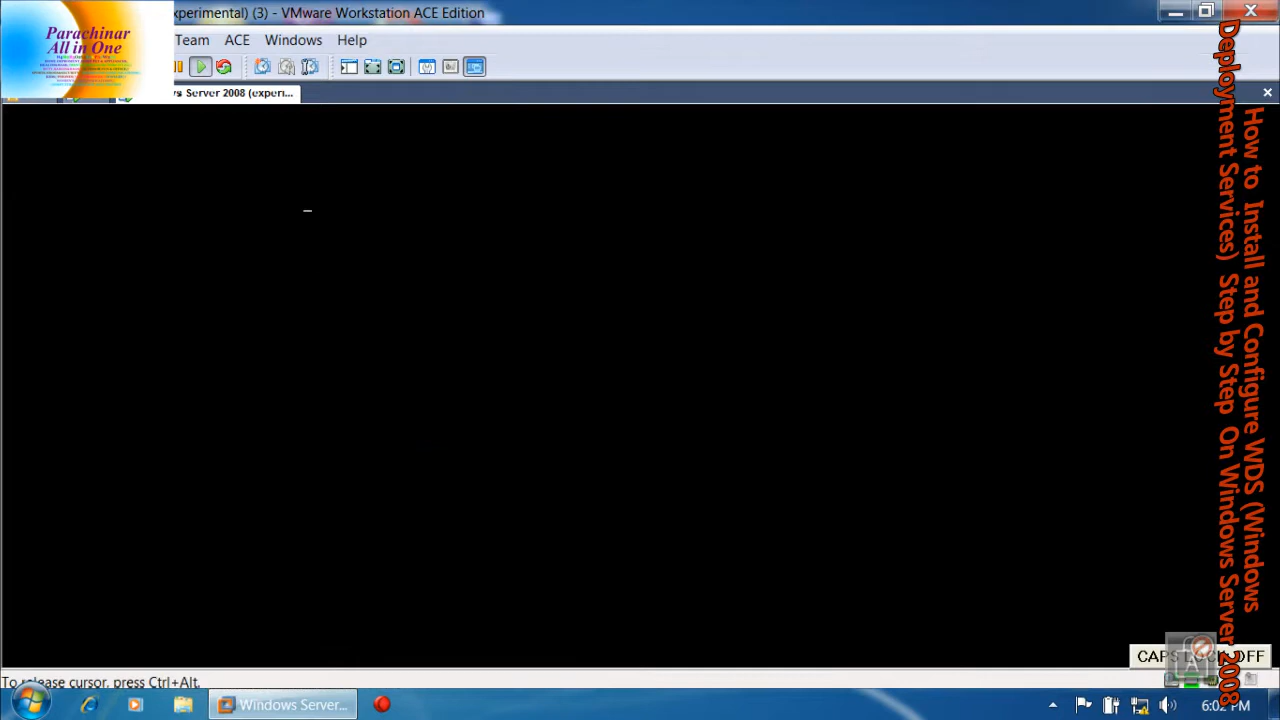 xperimental) (3) - VMware Workstation ACE Edition
Parachinar
All in One
Team ACE Windows Help
ws Server 2008 (experi...
How to Install and Configure WDS (Windows
Deployment Services) Step by Step On Windows Server 2008
CAPS LOCK OFF
To release cursor, press Ctrl+Alt.
Windows Server...
6:02 PM